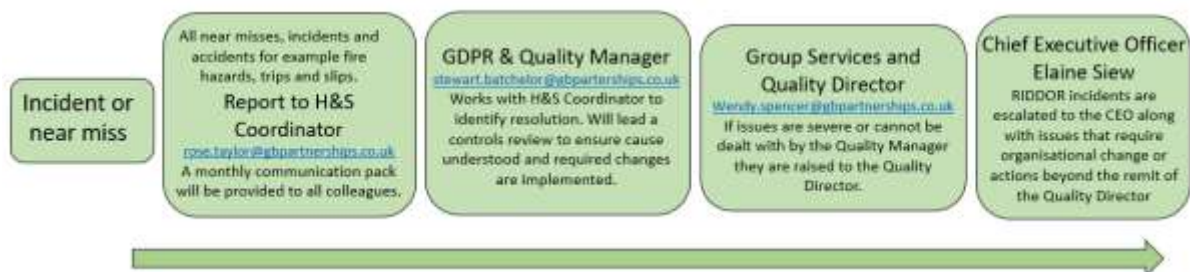 Incident or
near miss
All near misses, incidents and
accidents for example fire
hazards, trips and slips.
Report to H&S
Coordinator
rose.taylor@gbpartnerships.co.uk
A monthly communication pack
will be provided to all colleagues.
GDPR & Quality Manager
stewart.batchelor@gbparterships.co.uk
Works with H&S Coordinator to
identify resolution. Will lead a
controls review to ensure cause
understood and required changes
are implemented.
Group Services and
Quality Director
Wendy.spencer@gbpartnerships.co.uk
If issues are severe or cannot be
dealt with by the Quality Manager
they are raised to the Quality
Director.
Chief Executive Officer
Elaine Siew
RIDDOR incidents are
escalated to the CEO along
with issues that require
organisational change or
actions beyond the remit of
the Quality Director